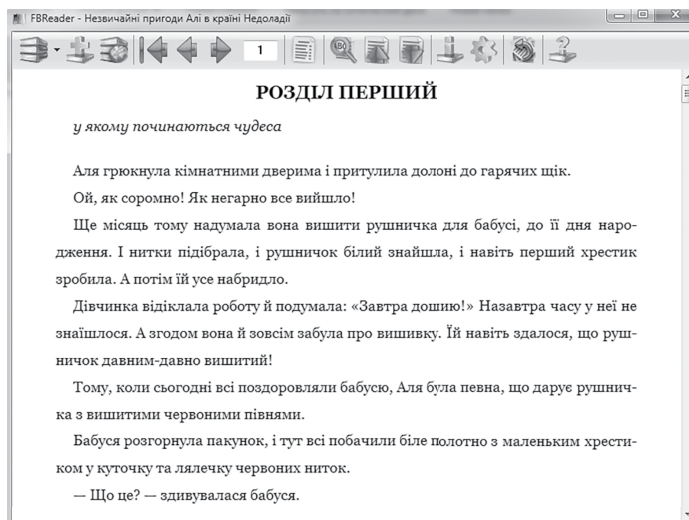 FBReader - Незвичайні пригоди Алі в країні Недоладії
1
РОЗДІЛ ПЕРШИЙ
у якому починаються чудеса
Аля грюкнула кімнатними дверима і притулила долоні до гарячих щік.
Ой, як соромно! Як негарно все вийшло!
Ще місяць тому надумала вона вишити рушничка для бабусі, до її дня наро-
дження. І нитки підібрала, і рушничок білий знайшла, і навіть перший хрестик
зробила. А потім їй усе набридло.
Дівчинка відіклала роботу й подумала: «Завтра дошию!» Назавтра часу у неї не
знаїшлося. А згодом вона й зовсім забула про вишивку. Їй навіть здалося, що руш-
ничок давним-давно вишитий!
Тому, коли сьогодні всі поздоровляли бабусю, Аля була певна, що дарує рушнич-
ка з вишитими червоними півнями.
Бабуся розгорнула пакунок, і тут всі побачили біле полотно з маленьким хрести-
ком у куточку та лялечку червоних ниток.
— Що це? — здивувалася бабуся.